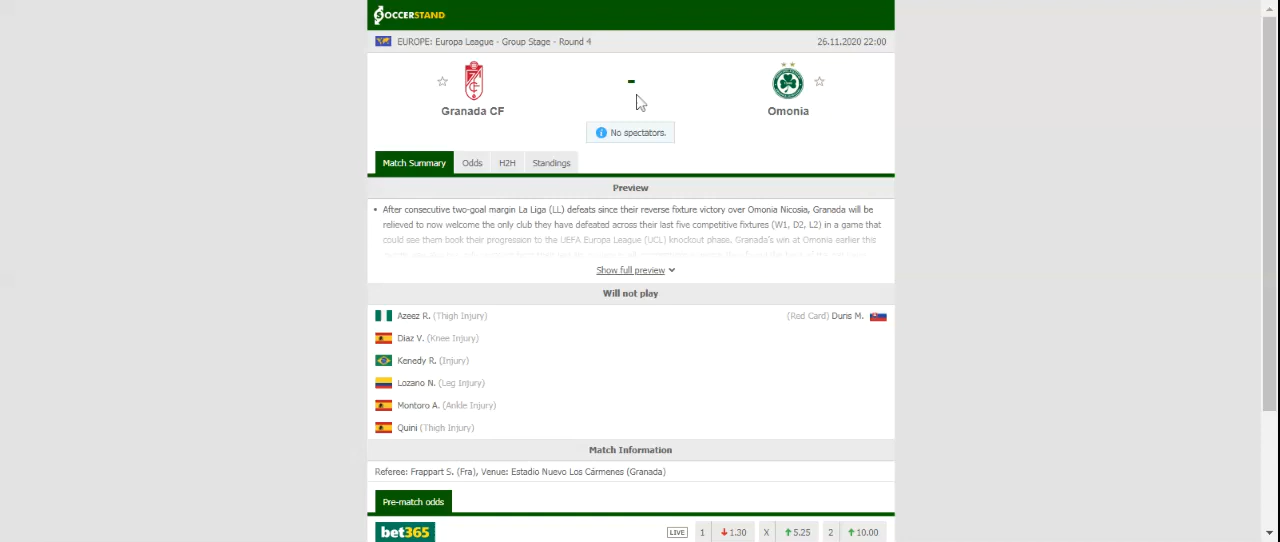 SOCCERSTAND
EUROPE: Europa League - Group Stage - Round 4 26.11.2020 22:00
-
Granada CF Omonia
No spectators.
Match Summary Odds H2H Standings
Preview
After consecutive two-goal margin La Liga (LL) defeats since their reverse fixture victory over Omonia Nicosia, Granada will be
relieved to now welcome the only club they have defeated across their last five competitive fixtures (W1, D2, L2) in a game that
could see them book their progression to the UEFA Europa League (UCL) knockout phase. Granada's win at Omonia earlier this
Show full preview
Will not play
Azeez R. (Thigh Injury) (Red Card) Duris M.
Diaz V. (Knee Injury)
Kenedy R. (Injury)
Lozano N. (Leg Injury)
Montoro A. (Ankle Injury)
Quini (Thigh Injury)
Match Information
Referee: Frappart S. (Fra), Venue: Estadio Nuevo Los Cármenes (Granada)
Pre-match odds
bet365 LIVE 1 1.30 X 5.25 2 10.00